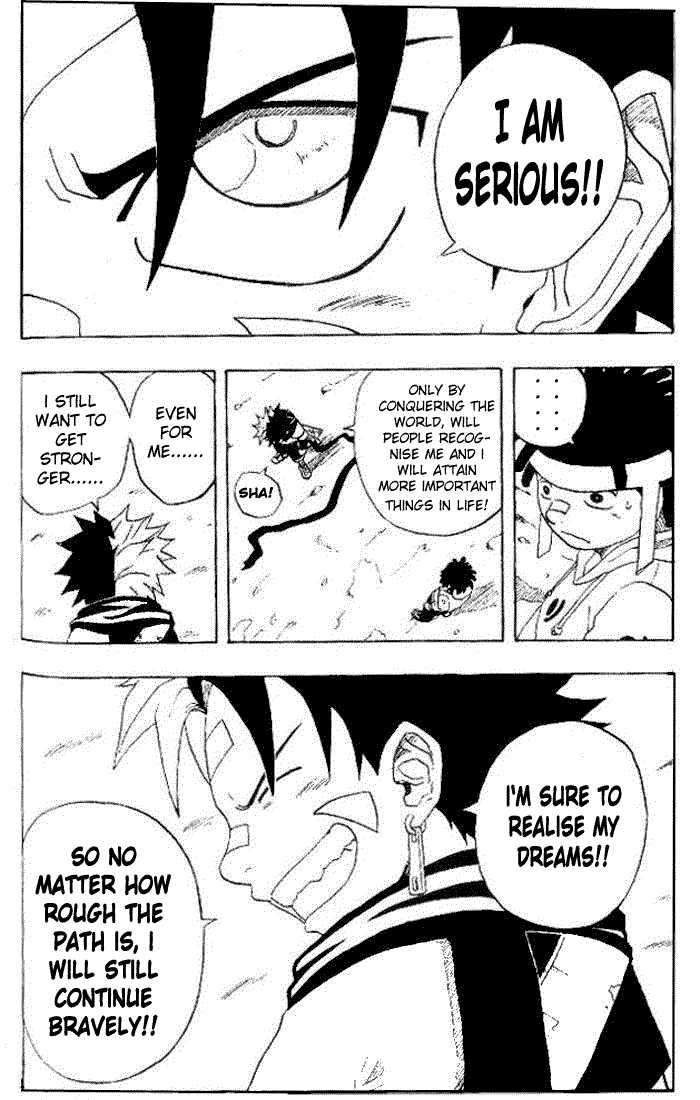 I AM
SERIOUS!!
......
ONLY BY
CONQUERING THE
WORLD, WILL
PEOPLE RECOG-
NISE ME AND I
WILL ATTAIN
MORE IMPORTANT
THINGS IN LIFE!
SHA!
EVEN
FOR
ME......
I STILL
WANT TO
GET
STRON-
GER......
I'M SURE TO
REALISE MY
DREAMS!!
SO NO
MATTER HOW
ROUGH THE
PATH IS, I
WILL STILL
CONTINUE
BRAVELY!!